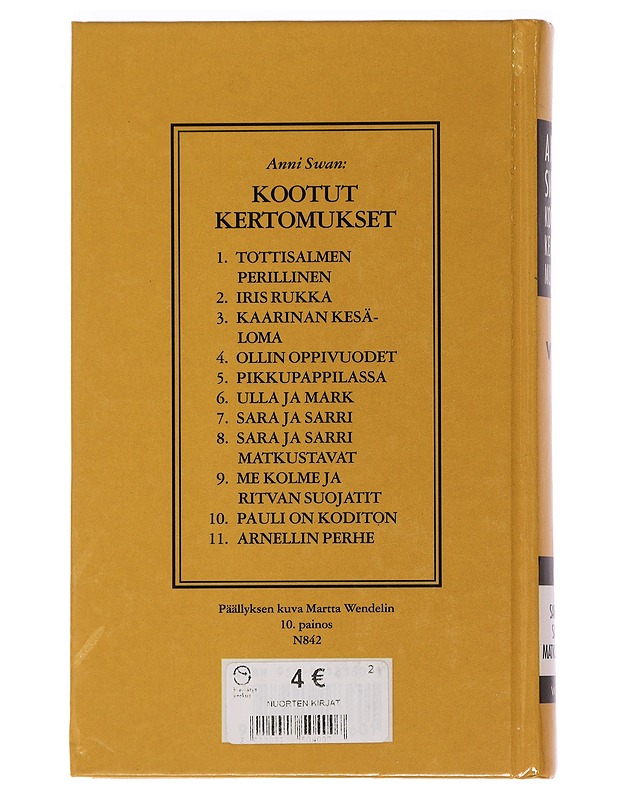 Anni Swan:
KOOTUT
KERTOMUKSET
1. TOTTISALMEN
PERILLINEN
2. IRIS RUKKA
3. KAARINAN KESÄ-
LOMA
4. OLLIN OPPIVUODET
5. PIKKUPAPPILASSA
6. ULLA JA MARK
7. SARA JA SARRI
8. SARA JA SARRI
MATKUSTAVAT
9. ME KOLME JA
RITVAN SUOJATIT
10. PAULI ON KODITON
11. ARNELLIN PERHE
Päällyksen kuva Martta Wendelin
10. painos
N842
4 €
2
NUORTEN KIRJAT